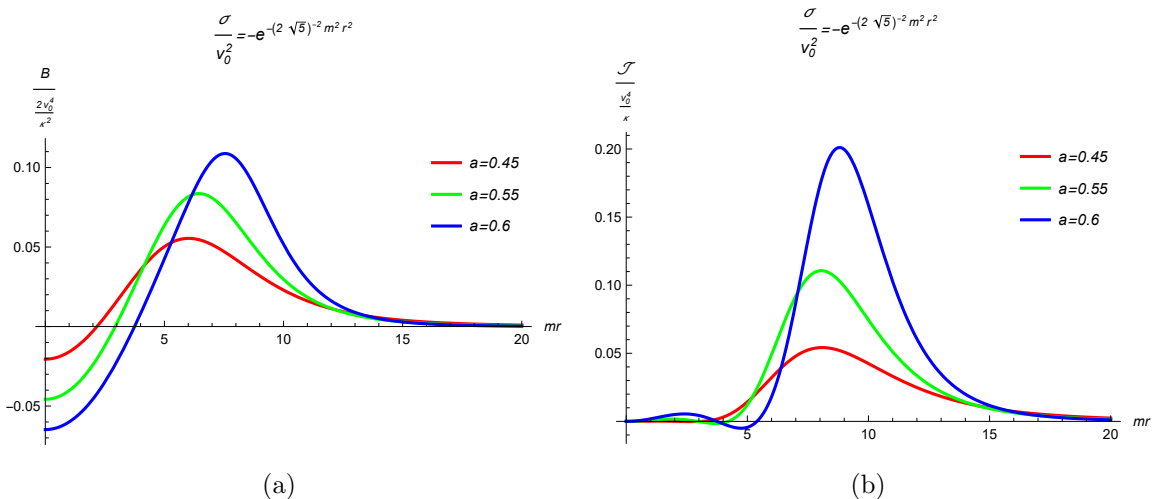 σ/v₀² = -e^{-(2 √5)^{-2} m² r²}
B/(2 v₀⁴/κ²)
0.10
0.05
-0.05
5
10
15
20
mr
a=0.45
a=0.55
a=0.6
(a)
σ/v₀² = -e^{-(2 √5)^{-2} m² r²}
𝒥/(v₀⁴/κ)
0.20
0.15
0.10
0.05
5
10
15
20
mr
a=0.45
a=0.55
a=0.6
(b)